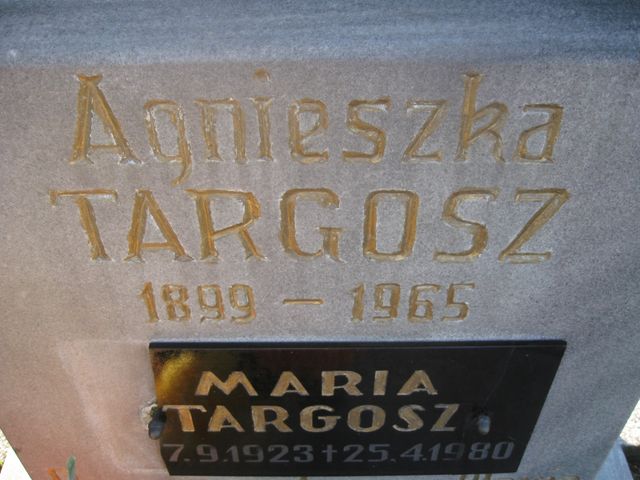 Agnieszka
TARGOSZ
1899 – 1965
MARIA
TARGOSZ
7.9.1923 † 25.4.1980